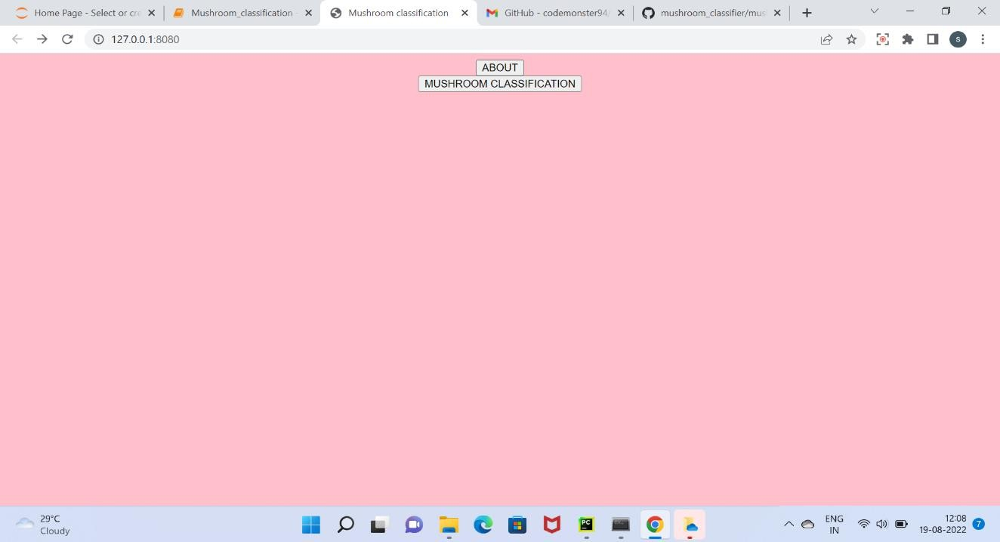 Home Page - Select or cre
Mushroom_classification -
Mushroom classification
GitHub - codemonster94/
mushroom_classifier/mus
127.0.0.1:8080
S
ABOUT
MUSHROOM CLASSIFICATION
29°C
Cloudy
PC
ENG
IN
12:08
19-08-2022
7